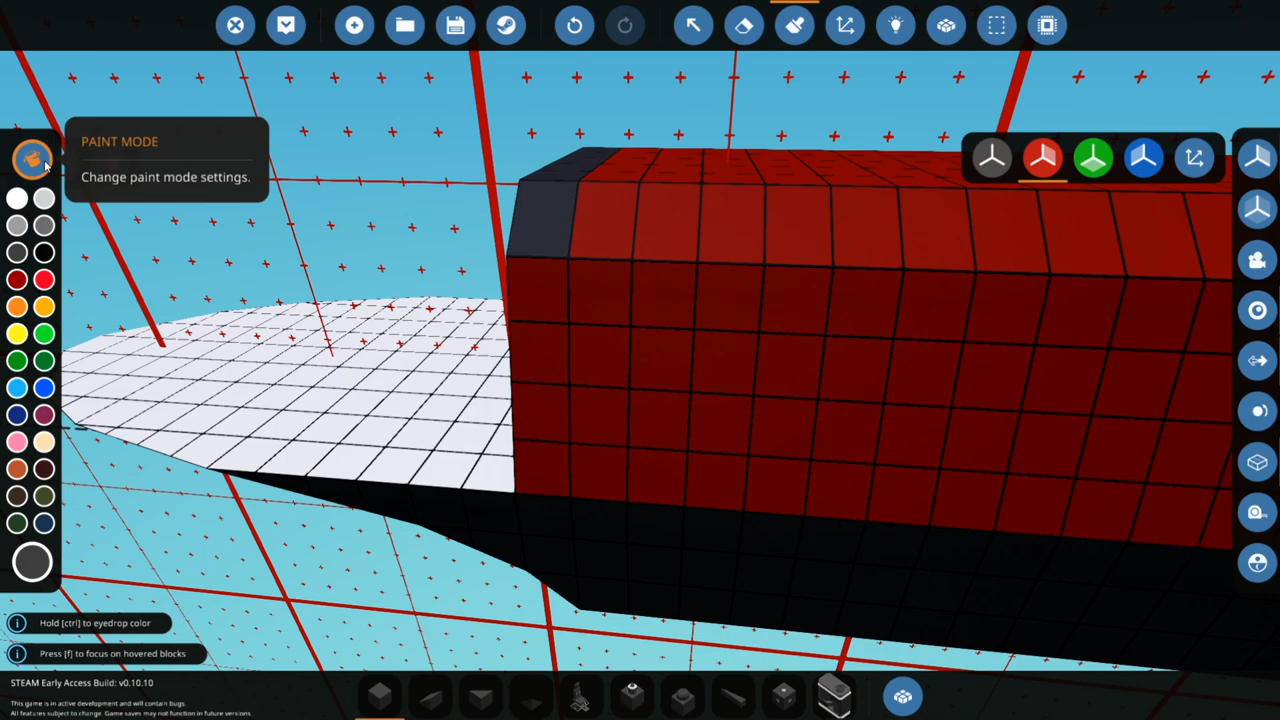 PAINT MODE
Change paint mode settings.
Hold [ctrl] to eyedrop color
Press [f] to focus on hovered blocks
STEAM Early Access Build: v0.10.10
This game is in active development and will contain bugs.
All features subject to change. Game saves may not function in future versions.